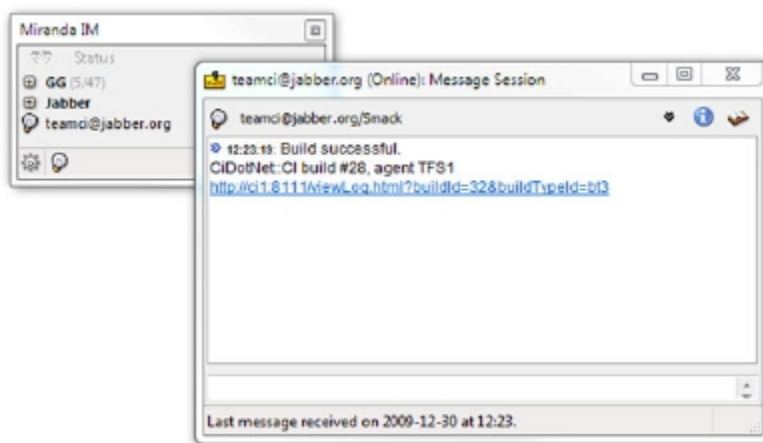 Miranda IM
Status
GG (5/47)
Jabber
teamci@jabber.org
teamci@jabber.org (Online): Message Session
teamci@jabber.org/Smack
12:23:19: Build successful.
CiDotNet::CI build #28, agent TFS1
http://ci1:8111/viewLog.html?buildId=32&buildTypeId=bt3
Last message received on 2009-12-30 at 12:23.